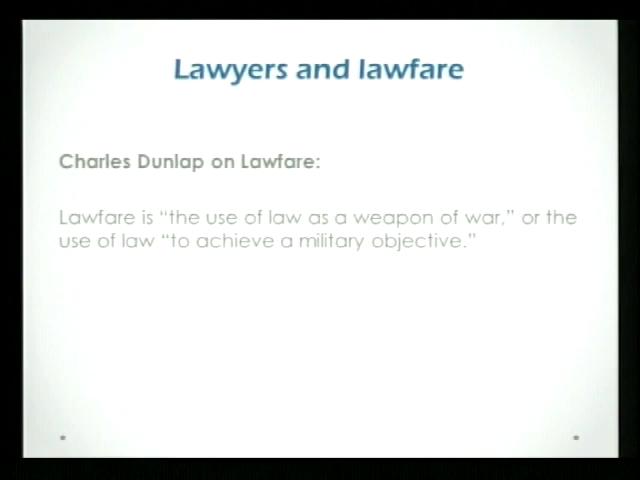 Lawyers and lawfare
Charles Dunlap on Lawfare:
Lawfare is “the use of law as a weapon of war,” or the
use of law “to achieve a military objective.”